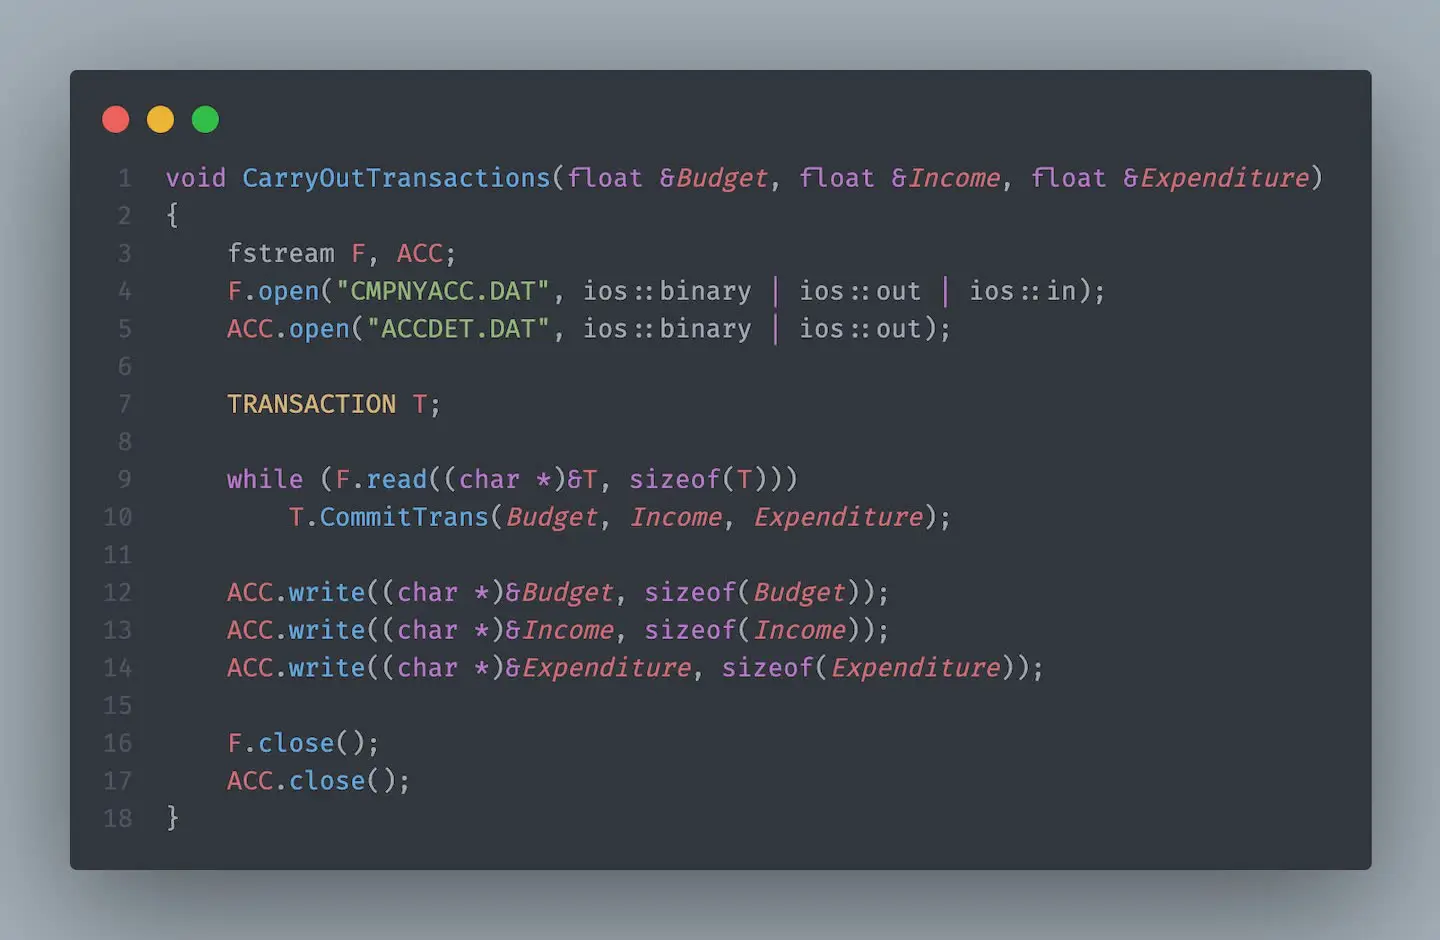 1 void CarryOutTransactions(float &Budget, float &Income, float &Expenditure)
2 {
3     fstream F, ACC;
4     F.open("CMPNYACC.DAT", ios::binary | ios::out | ios::in);
5     ACC.open("ACCDET.DAT", ios::binary | ios::out);
6
7     TRANSACTION T;
8
9     while (F.read((char *)&T, sizeof(T)))
10         T.CommitTrans(Budget, Income, Expenditure);
11
12     ACC.write((char *)&Budget, sizeof(Budget));
13     ACC.write((char *)&Income, sizeof(Income));
14     ACC.write((char *)&Expenditure, sizeof(Expenditure));
15
16     F.close();
17     ACC.close();
18 }